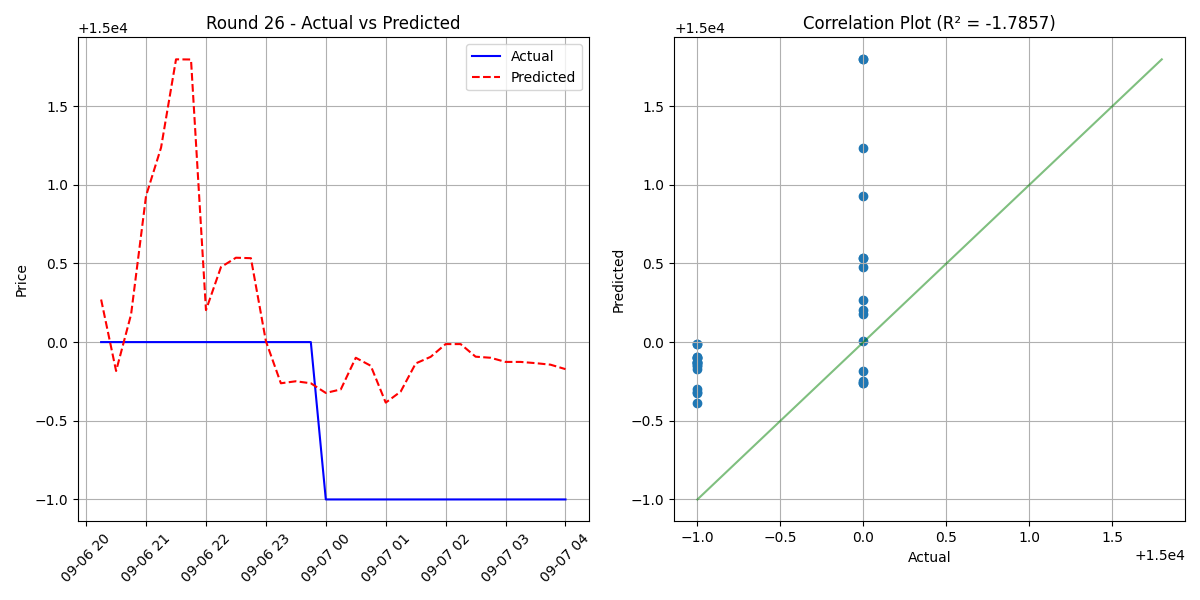 Round 26 - Actual vs Predicted
+1.5e4
Actual
Predicted
1.5
1.0
0.5
0.0
−0.5
−1.0
Price
09-06 20
09-06 21
09-06 22
09-06 23
09-07 00
09-07 01
09-07 02
09-07 03
09-07 04
Correlation Plot (R² = -1.7857)
+1.5e4
1.5
1.0
0.5
0.0
−0.5
−1.0
Predicted
−1.0 −0.5 0.0 0.5 1.0 1.5
+1.5e4
Actual